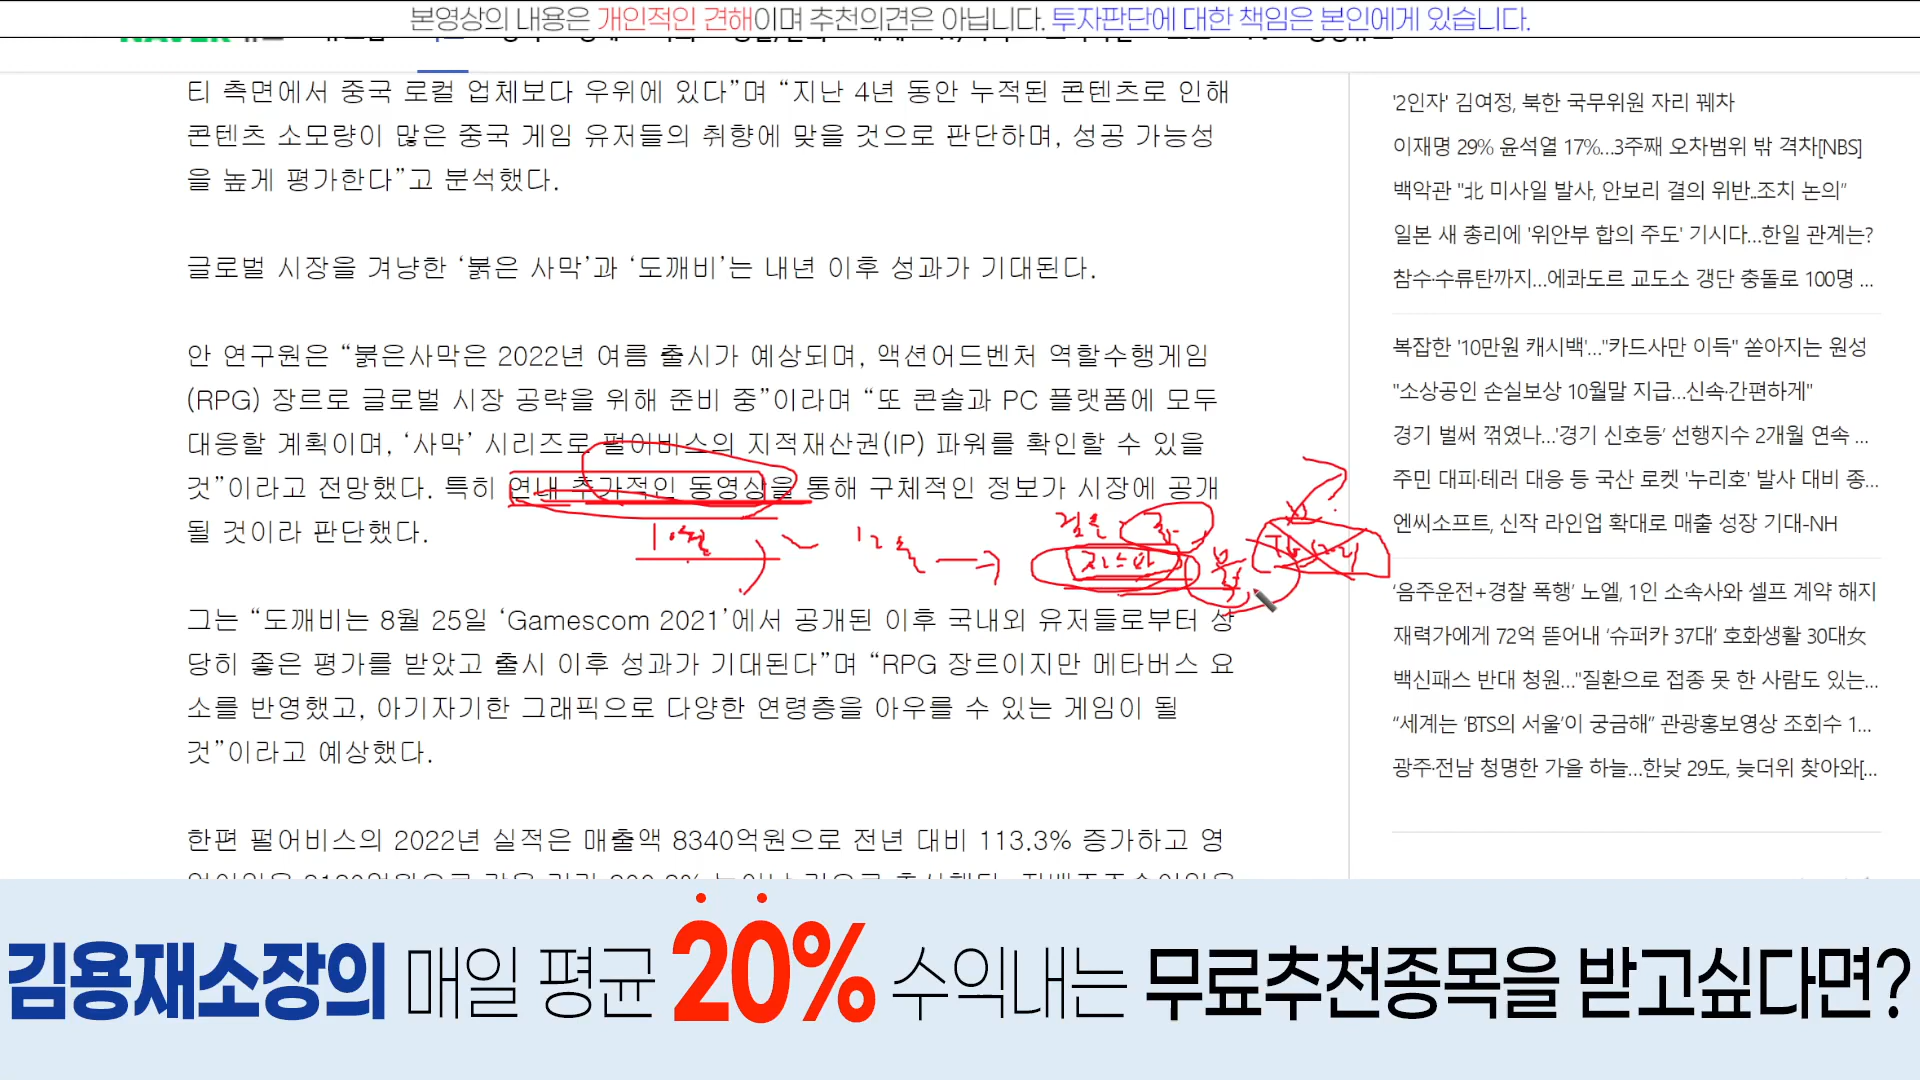 본영상의 내용은 개인적인 견해이며 추천의견은 아닙니다. 투자판단에 대한 책임은 본인에게 있습니다.
티 측면에서 중국 로컬 업체보다 우위에 있다”며 “지난 4년 동안 누적된 콘텐츠로 인해
콘텐츠 소모량이 많은 중국 게임 유저들의 취향에 맞을 것으로 판단하며, 성공 가능성
을 높게 평가한다”고 분석했다.
글로벌 시장을 겨냥한 ‘붉은 사막’과 ‘도깨비’는 내년 이후 성과가 기대된다.
안 연구원은 “붉은사막은 2022년 여름 출시가 예상되며, 액션어드벤처 역할수행게임
(RPG) 장르로 글로벌 시장 공략을 위해 준비 중”이라며 “또 콘솔과 PC 플랫폼에 모두
대응할 계획이며, ‘사막’ 시리즈로 펄어비스의 지적재산권(IP) 파워를 확인할 수 있을
것”이라고 전망했다. 특히 연내 추가적인 동영상을 통해 구체적인 정보가 시장에 공개
될 것이라 판단했다.
10월 ~ 12월
그는 “도깨비는 8월 25일 ‘Gamescom 2021’에서 공개된 이후 국내외 유저들로부터 상
당히 좋은 평가를 받았고 출시 이후 성과가 기대된다”며 “RPG 장르이지만 메타버스 요
소를 반영했고, 아기자기한 그래픽으로 다양한 연령층을 아우를 수 있는 게임이 될
것”이라고 예상했다.
한편 펄어비스의 2022년 실적은 매출액 8340억원으로 전년 대비 113.3% 증가하고 영
'2인자' 김여정, 북한 국무위원 자리 꿰차
이재명 29% 윤석열 17%...3주째 오차범위 밖 격차[NBS]
백악관 "北 미사일 발사, 안보리 결의 위반..조치 논의"
일본 새 총리에 '위안부 합의 주도' 기시다...한일 관계는?
참수·수류탄까지...에콰도르 교도소 갱단 충돌로 100명 ...
복잡한 '10만원 캐시백'..."카드사만 이득" 쏟아지는 원성
"소상공인 손실보상 10월말 지급...신속·간편하게"
경기 벌써 꺾였나...'경기 신호등’ 선행지수 2개월 연속 ...
주민 대피·테러 대응 등 국산 로켓 '누리호' 발사 대비 종...
엔씨소프트, 신작 라인업 확대로 매출 성장 기대-NH
‘음주운전+경찰 폭행’ 노엘, 1인 소속사와 셀프 계약 해지
재력가에게 72억 뜯어내 ‘슈퍼카 37대’ 호화생활 30대女
백신패스 반대 청원..."질환으로 접종 못 한 사람도 있는...
“세계는 ‘BTS의 서울’이 궁금해” 관광홍보영상 조회수 1...
광주·전남 청명한 가을 하늘...한낮 29도, 늦더위 찾아와[...
김용재소장의 매일 평균 20% 수익내는 무료추천종목을 받고싶다면?